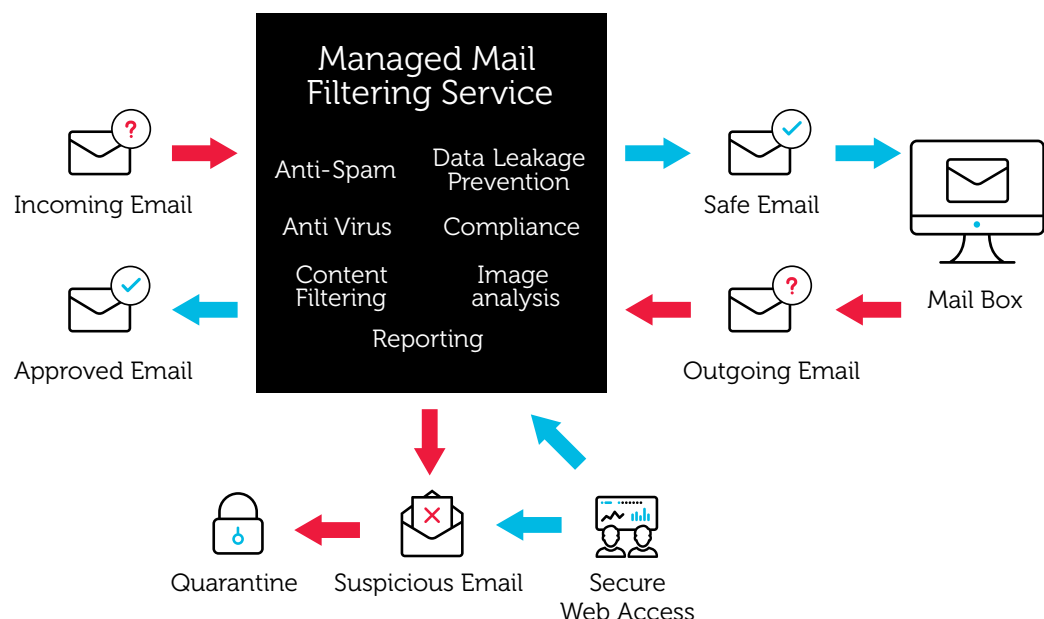 Managed Mail
Filtering Service
Anti-Spam
Data Leakage
Prevention
Anti Virus
Compliance
Content
Filtering
Image
analysis
Reporting
?
Incoming Email
Safe Email
Mail Box
Approved Email
?
Outgoing Email
Quarantine
Suspicious Email
Secure
Web Access